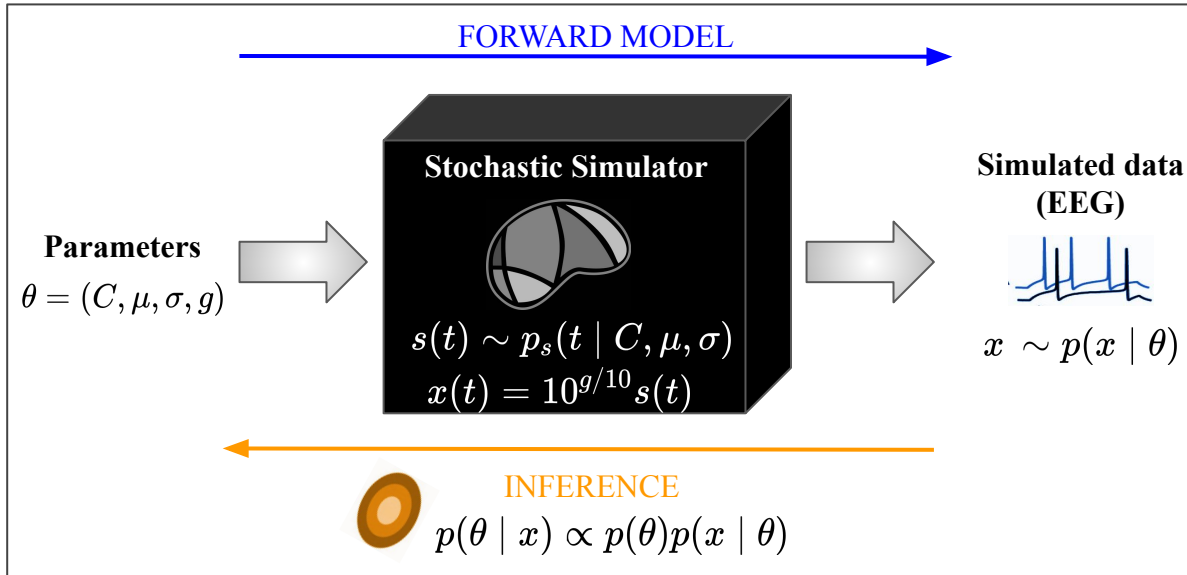 FORWARD MODEL
Stochastic Simulator
Simulated data
(EEG)
Parameters
θ = (C, μ, σ, g)
s(t) ∼ p_s(t | C, μ, σ)
x(t) = 10^{g/10} s(t)
x ∼ p(x | θ)
INFERENCE
p(θ | x) ∝ p(θ)p(x | θ)